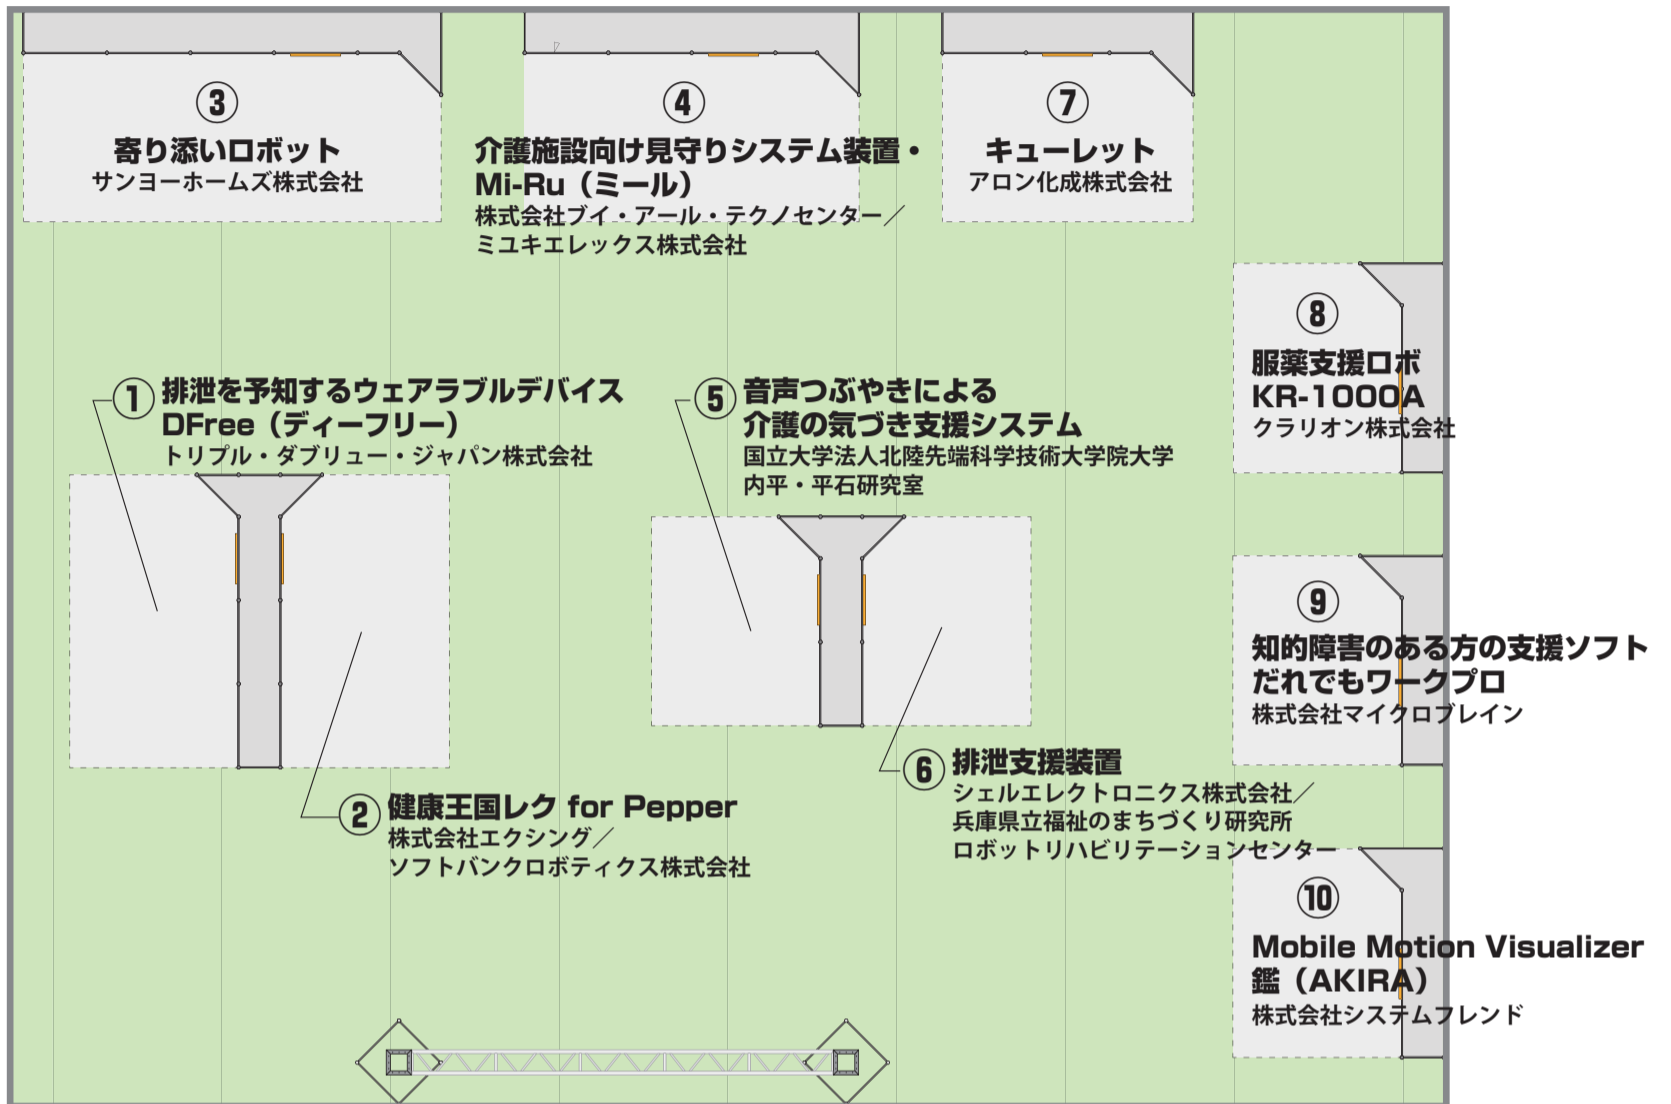 ③
寄り添いロボット
サンヨーホームズ株式会社
④
介護施設向け見守りシステム装置・
Mi-Ru（ミール）
株式会社ブイ・アール・テクノセンター／
ミユキエレックス株式会社
⑦
キューレット
アロン化成株式会社
⑧
服薬支援ロボ
KR-1000A
クラリオン株式会社
① 排泄を予知するウェアラブルデバイス
DFree（ディーフリー）
トリプル・ダブリュー・ジャパン株式会社
⑤ 音声つぶやきによる
介護の気づき支援システム
国立大学法人北陸先端科学技術大学院大学
内平・平石研究室
⑨
知的障害のある方の支援ソフト
だれでもワークプロ
株式会社マイクロブレイン
② 健康王国レク for Pepper
株式会社エクシング／
ソフトバンクロボティクス株式会社
⑥ 排泄支援装置
シェルエレクトロニクス株式会社／
兵庫県立福祉のまちづくり研究所
ロボットリハビリテーションセンター
⑩
Mobile Motion Visualizer
鑑（AKIRA）
株式会社システムフレンド